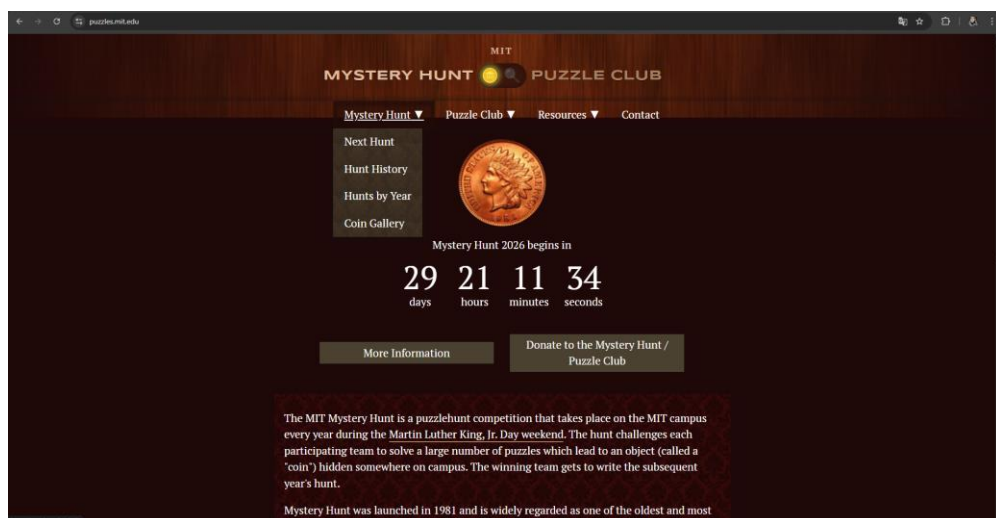 puzzles.mit.edu
MIT
MYSTERY HUNT PUZZLE CLUB
Mystery Hunt ▼ Puzzle Club ▼ Resources ▼ Contact
Next Hunt
Hunt History
Hunts by Year
Coin Gallery
Mystery Hunt 2026 begins in
29 21 11 34
days hours minutes seconds
More Information
Donate to the Mystery Hunt /
Puzzle Club
The MIT Mystery Hunt is a puzzlehunt competition that takes place on the MIT campus
every year during the Martin Luther King, Jr. Day weekend. The hunt challenges each
participating team to solve a large number of puzzles which lead to an object (called a
"coin") hidden somewhere on campus. The winning team gets to write the subsequent
year's hunt.
Mystery Hunt was launched in 1981 and is widely regarded as one of the oldest and most